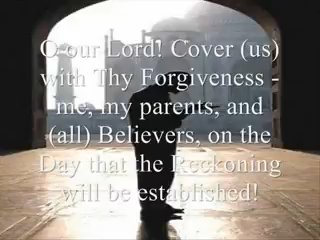 O our Lord! Cover (us)
with Thy Forgiveness -
me, my parents, and
(all) Believers, on the
Day that the Reckoning
will be established!